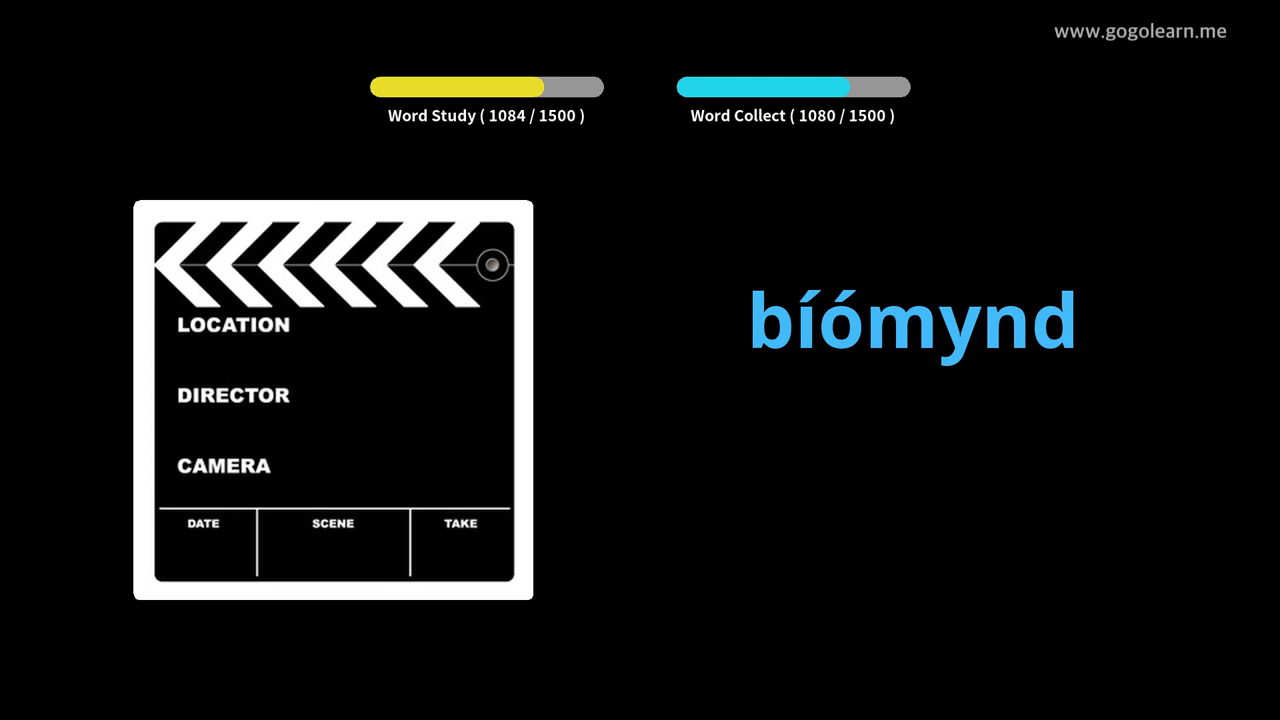 www.gogolearn.me
Word Study ( 1084 / 1500 )
Word Collect ( 1080 / 1500 )
LOCATION
DIRECTOR
CAMERA
DATE
SCENE
TAKE
bíómynd